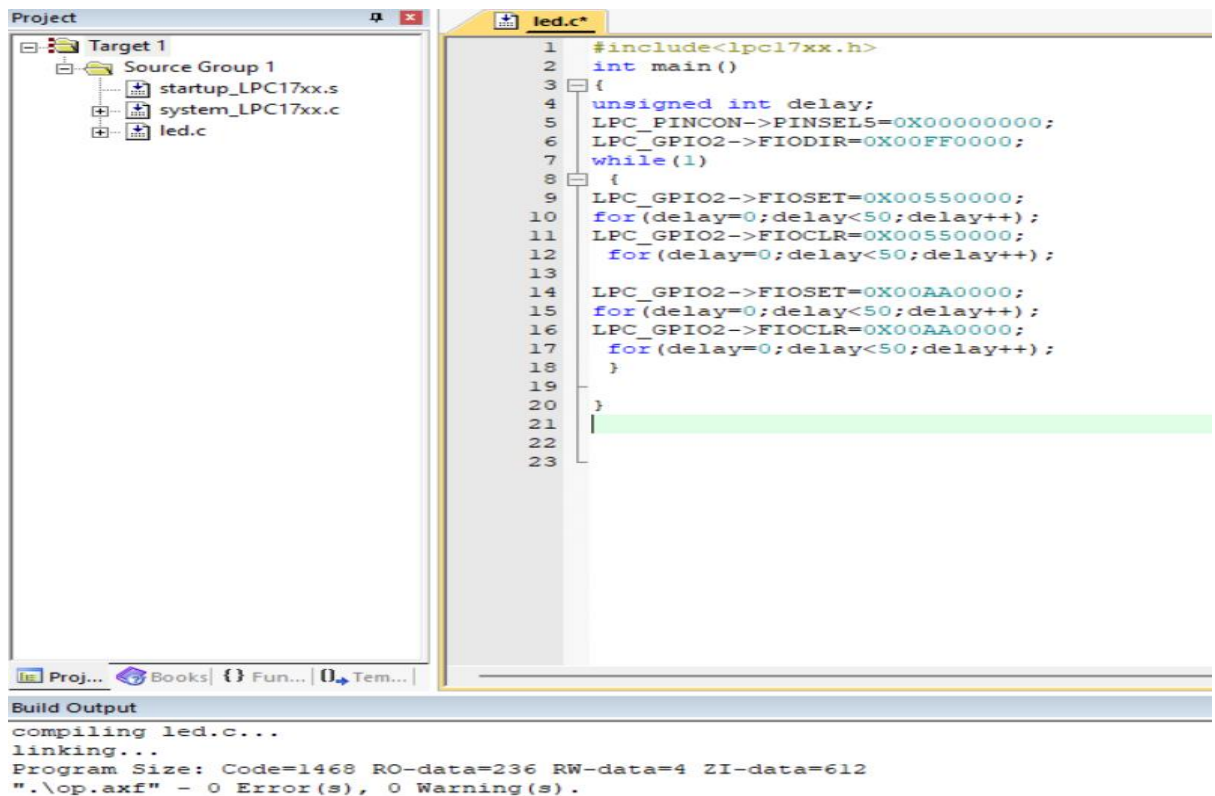 Project
Target 1
Source Group 1
startup_LPC17xx.s
system_LPC17xx.c
led.c
Proj... Books {} Fun... 0 Tem...
led.c*
1 #include<lpc17xx.h>
2 int main()
3 {
4 unsigned int delay;
5 LPC_PINCON->PINSEL5=0X00000000;
6 LPC_GPIO2->FIODIR=0X00FF0000;
7 while(1)
8 {
9 LPC_GPIO2->FIOSET=0X00550000;
10 for(delay=0;delay<50;delay++);
11 LPC_GPIO2->FIOCLR=0X00550000;
12 for(delay=0;delay<50;delay++);
13
14 LPC_GPIO2->FIOSET=0X00AA0000;
15 for(delay=0;delay<50;delay++);
16 LPC_GPIO2->FIOCLR=0X00AA0000;
17 for(delay=0;delay<50;delay++);
18 }
19
20 }
21
22
23
Build Output
compiling led.c...
linking...
Program Size: Code=1468 RO-data=236 RW-data=4 ZI-data=612
".\op.axf" - 0 Error(s), 0 Warning(s).